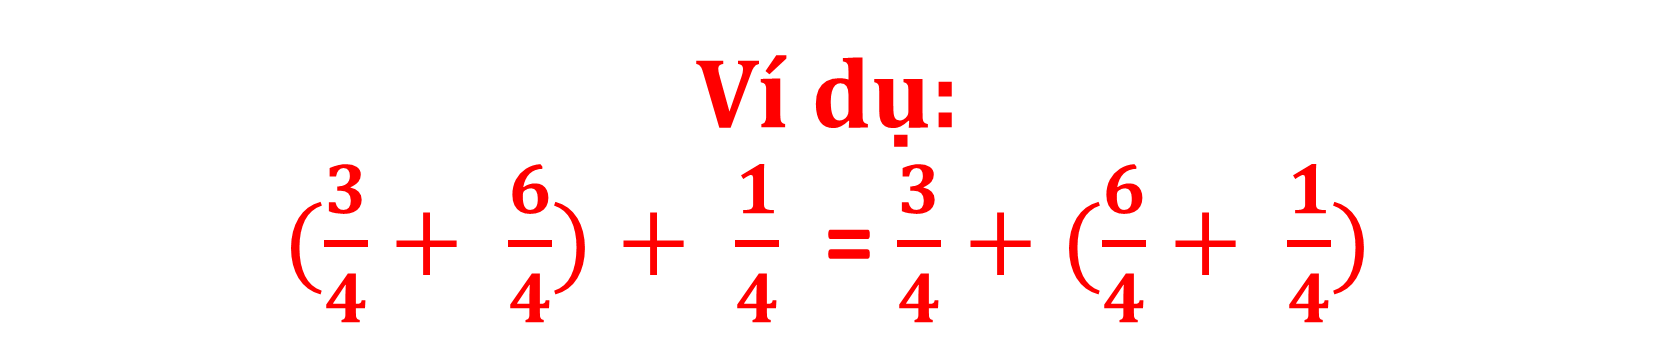 Ví dụ:
(3/4 + 6/4) + 1/4 = 3/4 + (6/4 + 1/4)